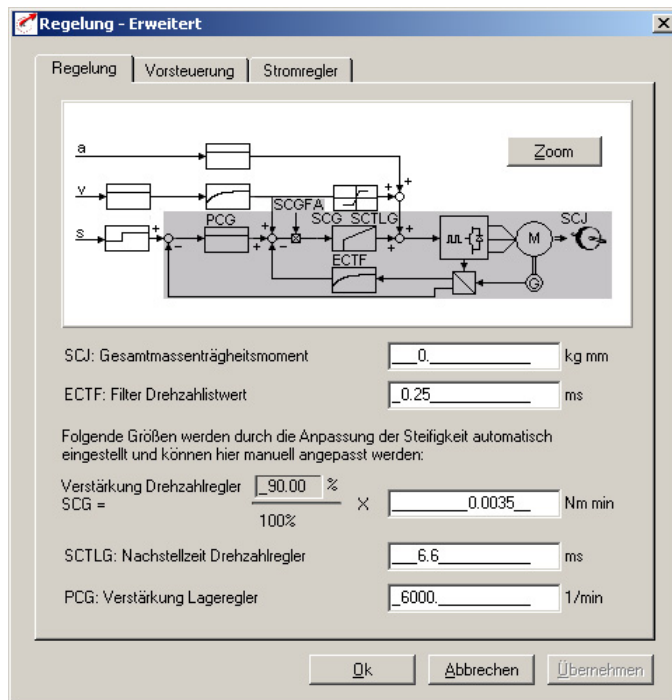 Regelung - Erweitert
Regelung Vorsteuerung Stromregler
a
Zoom
v
SCGFA
s PCG SCG SCTLG SCJ
M
ECTF
G
SCJ: Gesamtmassenträgheitsmoment ___0.__________ kg mm
ECTF: Filter Drehzahlistwert _0.25__________ ms
Folgende Größen werden durch die Anpassung der Steifigkeit automatisch
eingestellt und können hier manuell angepasst werden:
Verstärkung Drehzahlregler _90.00 %
SCG = X _________0.0035__ Nm min
100%
SCTLG: Nachstellzeit Drehzahlregler ___6.6_________ ms
PCG: Verstärkung Lageregler _6000.__________ 1/min
Ok Abbrechen Übernehmen